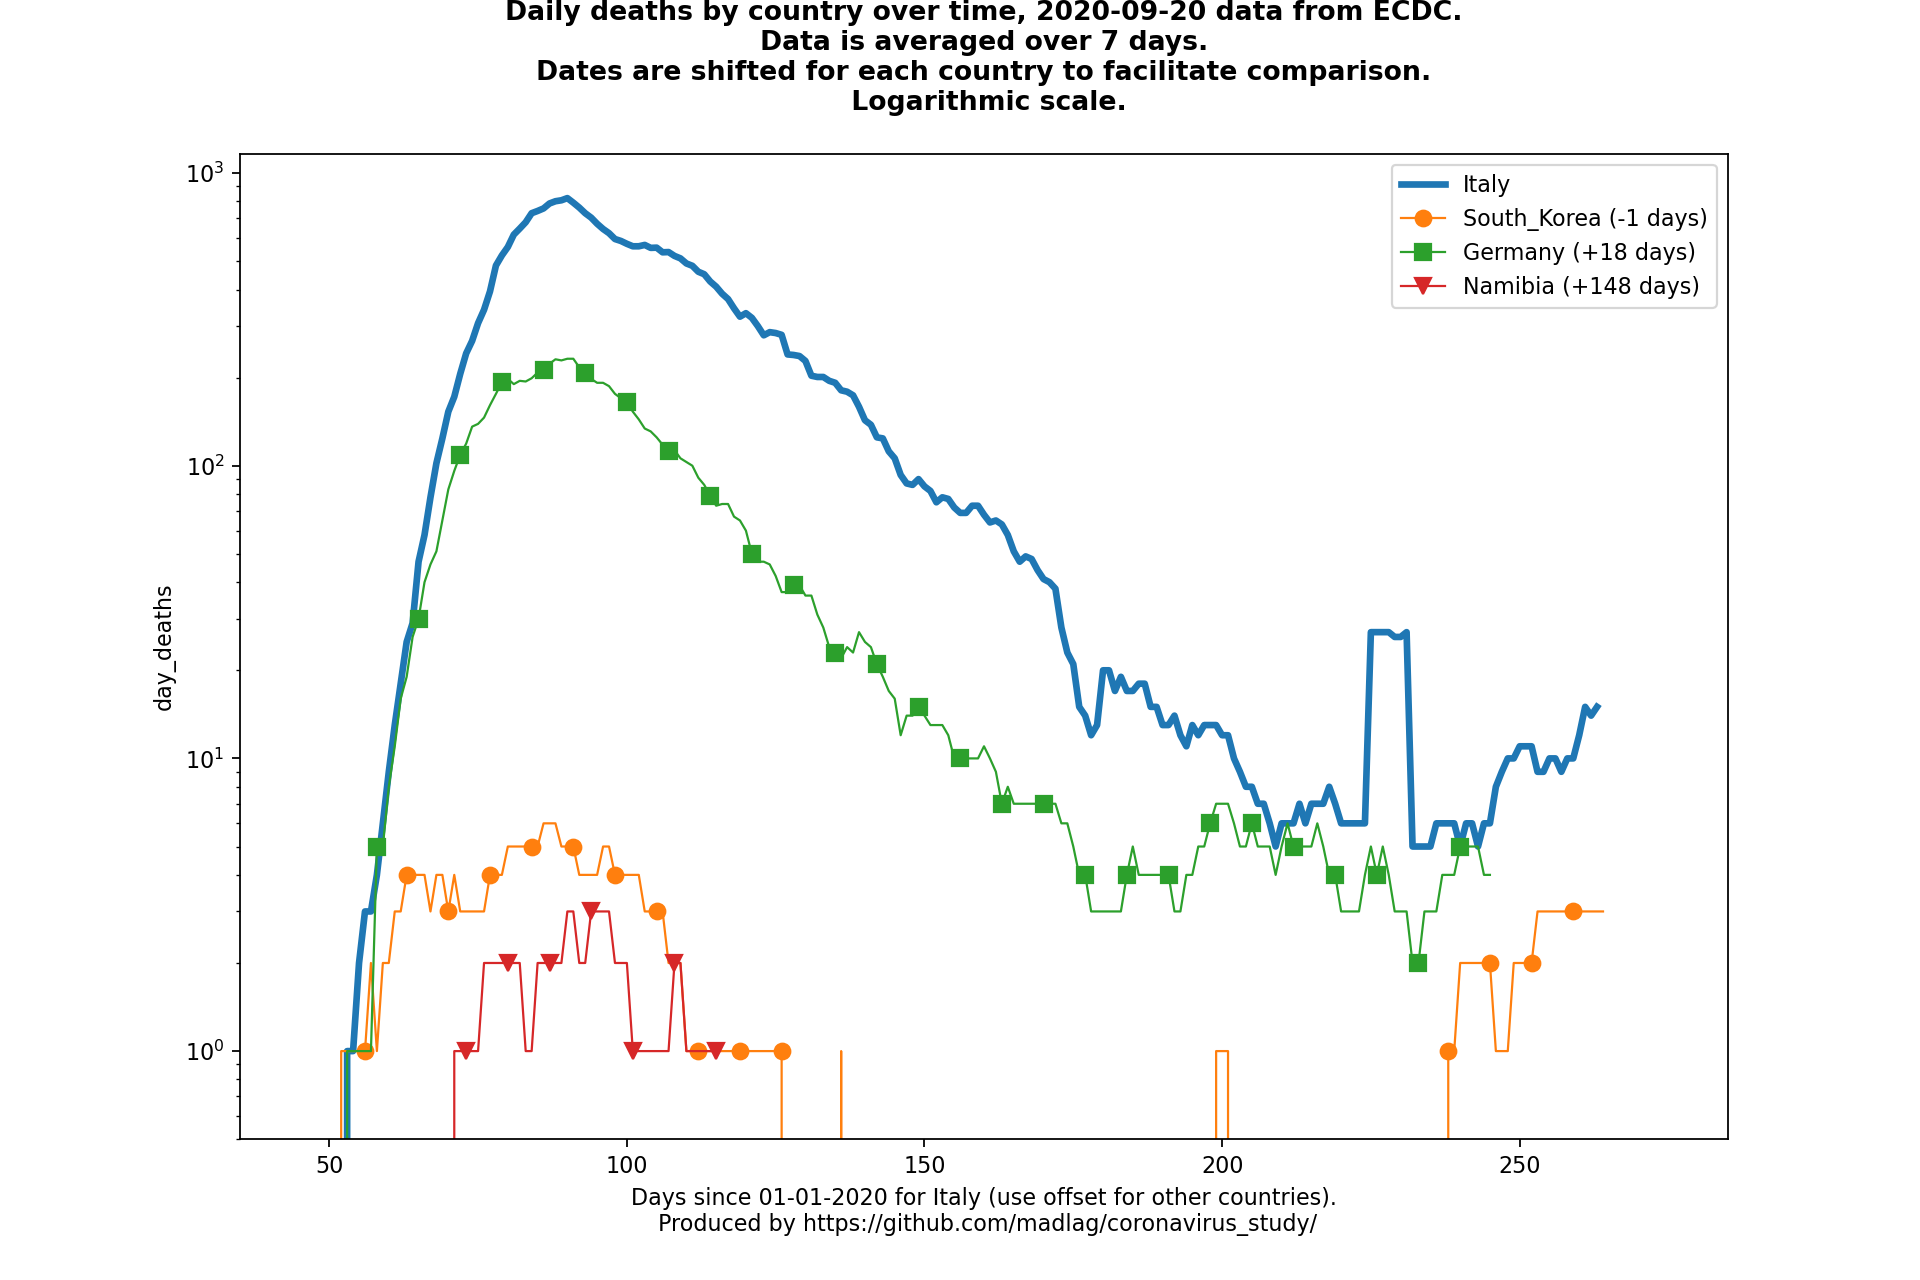 Daily deaths by country over time, 2020-09-20 data from ECDC.
Data is averaged over 7 days.
Dates are shifted for each country to facilitate comparison.
Logarithmic scale.
10³
10²
10¹
10⁰
day_deaths
Italy
South_Korea (-1 days)
Germany (+18 days)
Namibia (+148 days)
50 100 150 200 250
Days since 01-01-2020 for Italy (use offset for other countries).
Produced by https://github.com/madlag/coronavirus_study/